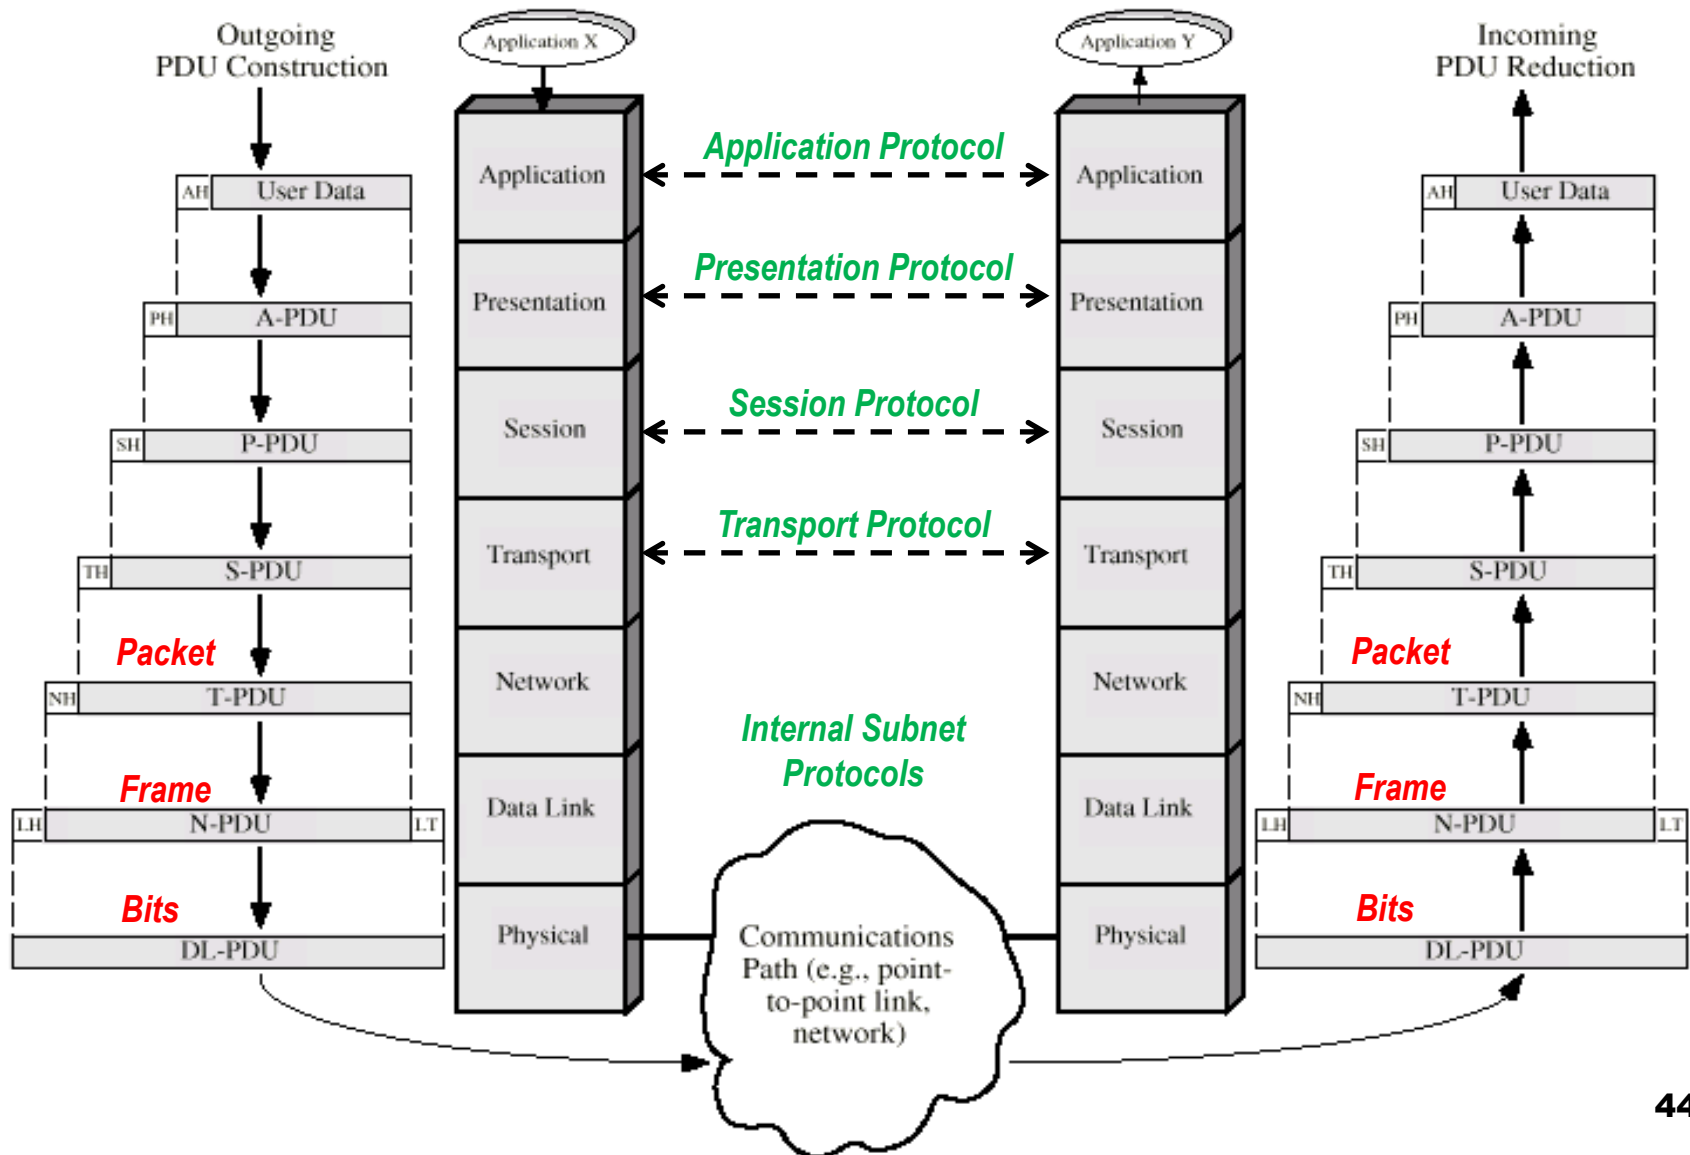 Outgoing
PDU Construction
Application X
Application Y
Incoming
PDU Reduction
AH User Data
Application
Application Protocol
Application
AH User Data
PH A-PDU
Presentation
Presentation Protocol
Presentation
PH A-PDU
SH P-PDU
Session
Session Protocol
Session
SH P-PDU
TH S-PDU
Transport
Transport Protocol
Transport
TH S-PDU
Packet
NH T-PDU
Network
Network
Packet
NH T-PDU
Internal Subnet
Protocols
Frame
LH N-PDU LT
Data Link
Data Link
Frame
LH N-PDU LT
Bits
DL-PDU
Physical
Communications
Path (e.g., point-
to-point link,
network)
Physical
Bits
DL-PDU
44